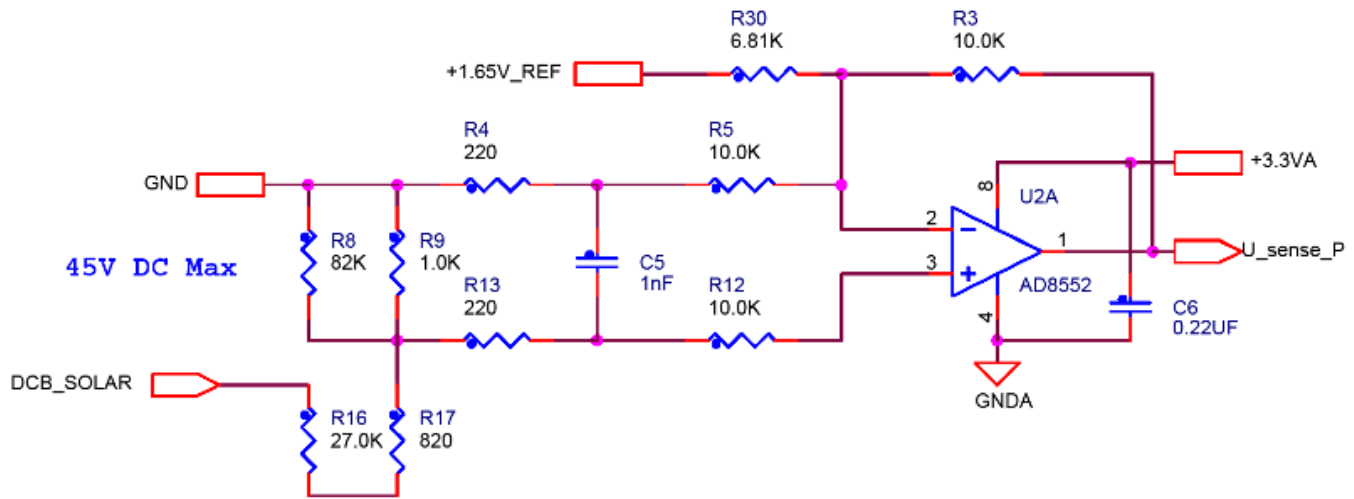 R30
6.81K
R3
10.0K
+1.65V_REF
R4
220
R5
10.0K
+3.3VA
GND
8
U2A
R8
82K
R9
1.0K
45V DC Max
C5
1nF
2
1
U_sense_P
R13
220
R12
10.0K
3
AD8552
4
C6
0.22UF
DCB_SOLAR
GNDA
R16
27.0K
R17
820